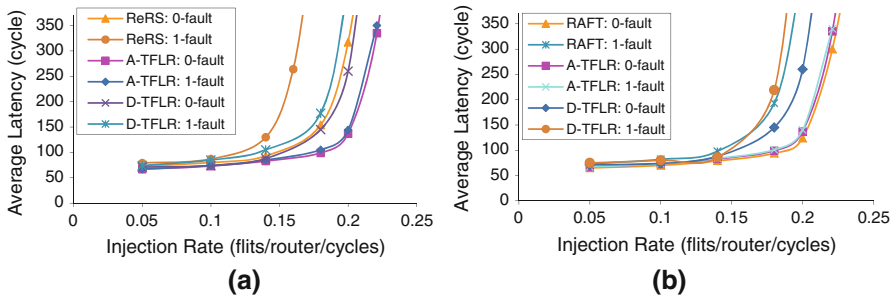 350
300
250
200
150
100
50
0
Average Latency (cycle)
ReRS: 0-fault
ReRS: 1-fault
A-TFLR: 0-fault
A-TFLR: 1-fault
D-TFLR: 0-fault
D-TFLR: 1-fault
0 0.05 0.1 0.15 0.2 0.25
Injection Rate (flits/router/cycles)
(a)
350
300
250
200
150
100
50
0
Average Latency (cycle)
RAFT: 0-fault
RAFT: 1-fault
A-TFLR: 0-fault
A-TFLR: 1-fault
D-TFLR: 0-fault
D-TFLR: 1-fault
0 0.05 0.1 0.15 0.2 0.25
Injection Rate (flits/router/cycles)
(b)